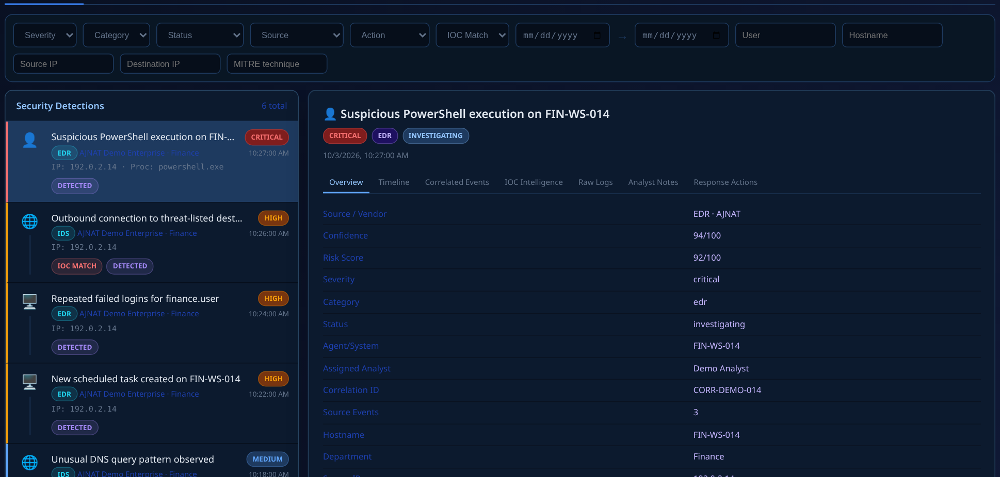 Severity Category Status Source Action IOC Match mm/dd/yyyy → mm/dd/yyyy User Hostname
Source IP Destination IP MITRE technique
Security Detections 6 total
Suspicious PowerShell execution on FIN-... CRITICAL
EDR AJNAT Demo Enterprise · Finance 10:27:00 AM
IP: 192.0.2.14 · Proc: powershell.exe
DETECTED
Outbound connection to threat-listed dest... HIGH
IDS AJNAT Demo Enterprise · Finance 10:26:00 AM
IP: 192.0.2.14
IOC MATCH DETECTED
Repeated failed logins for finance.user HIGH
EDR AJNAT Demo Enterprise · Finance 10:24:00 AM
IP: 192.0.2.14
DETECTED
New scheduled task created on FIN-WS-014 HIGH
EDR AJNAT Demo Enterprise · Finance 10:22:00 AM
IP: 192.0.2.14
DETECTED
Unusual DNS query pattern observed MEDIUM
IDS AJNAT Demo Enterprise · Finance 10:18:00 AM
Suspicious PowerShell execution on FIN-WS-014
CRITICAL EDR INVESTIGATING
10/3/2026, 10:27:00 AM
Overview Timeline Correlated Events IOC Intelligence Raw Logs Analyst Notes Response Actions
Source / Vendor EDR · AJNAT
Confidence 94/100
Risk Score 92/100
Severity critical
Category edr
Status investigating
Agent/System FIN-WS-014
Assigned Analyst Demo Analyst
Correlation ID CORR-DEMO-014
Source Events 3
Hostname FIN-WS-014
Department Finance